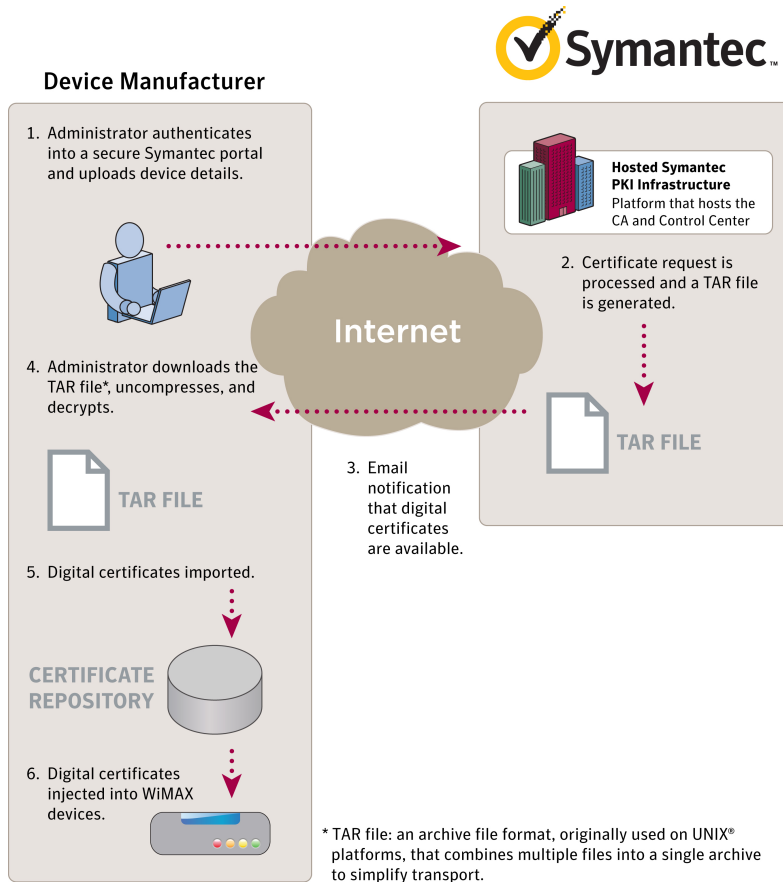 Symantec™
Device Manufacturer
1. Administrator authenticates
into a secure Symantec portal
and uploads device details.
Hosted Symantec
PKI Infrastructure
Platform that hosts the
CA and Control Center
2. Certificate request is
processed and a TAR file
is generated.
Internet
TAR FILE
3. Email
notification
that digital
certificates
are available.
4. Administrator downloads the
TAR file*, uncompresses, and
decrypts.
TAR FILE
5. Digital certificates imported.
CERTIFICATE
REPOSITORY
6. Digital certificates
injected into WiMAX
devices.
* TAR file: an archive file format, originally used on UNIX®
platforms, that combines multiple files into a single archive
to simplify transport.